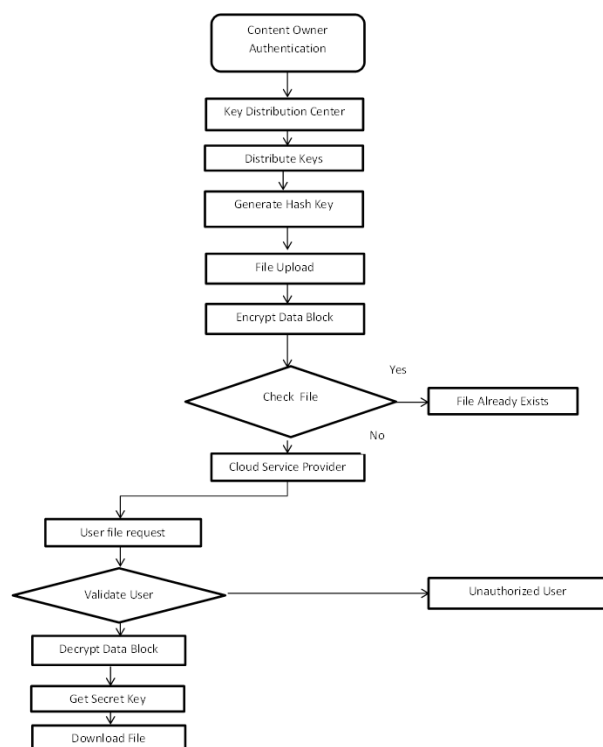 Content Owner
Authentication
Key Distribution Center
Distribute Keys
Generate Hash Key
File Upload
Encrypt Data Block
Yes
Check File
File Already Exists
No
Cloud Service Provider
User file request
Validate User
Unauthorized User
Decrypt Data Block
Get Secret Key
Download File